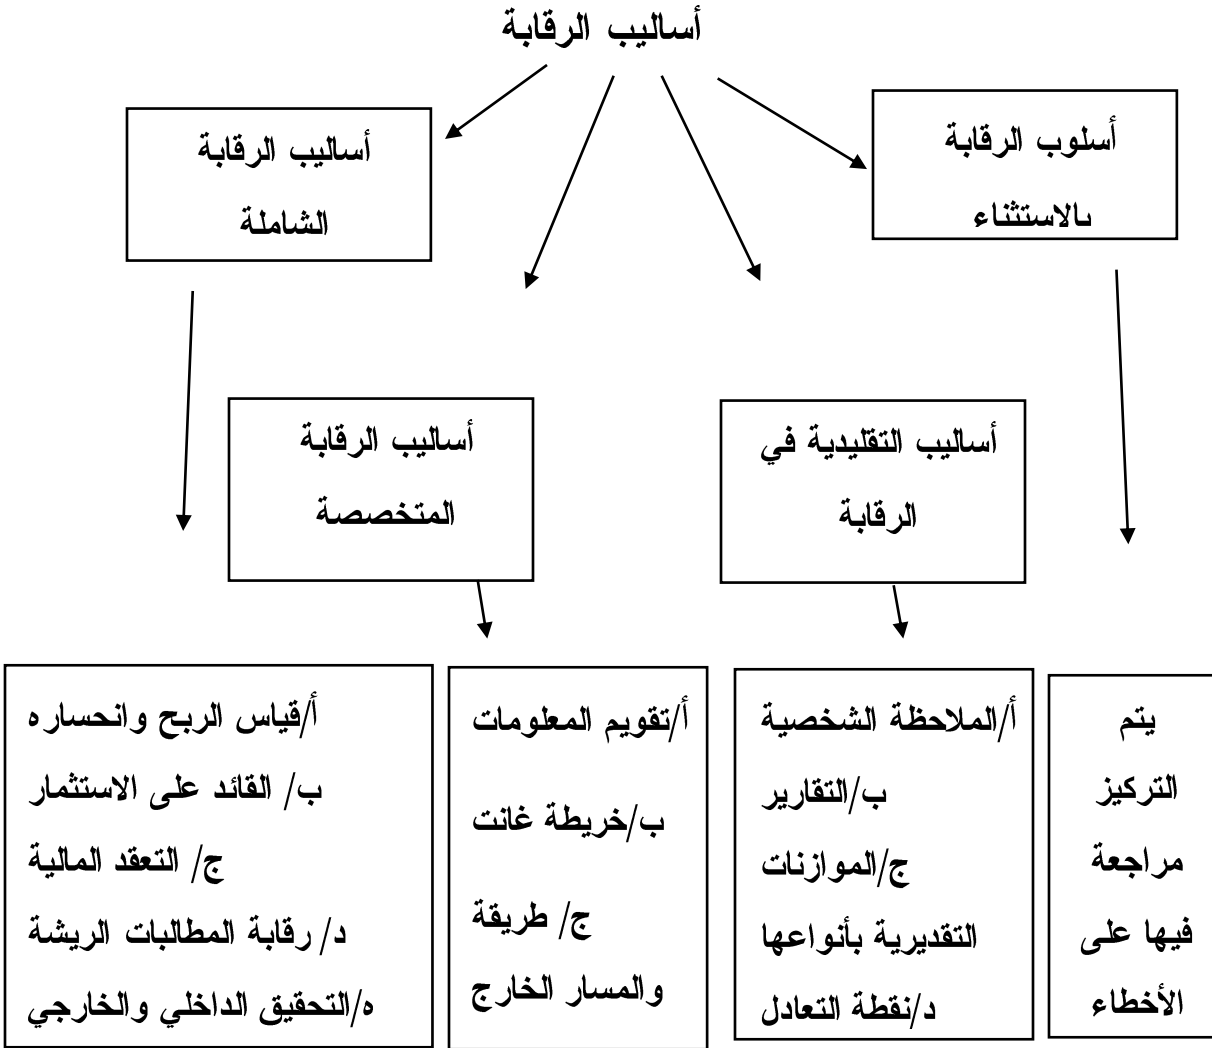 أساليب الرقابة
أسلوب الرقابة
بالاستثناء
أساليب الرقابة
الشاملة
أساليب التقليدية في
الرقابة
أساليب الرقابة
المتخصصة
يتم
التركيز
مراجعة
فيها على
الأخطاء
أ/الملاحظة الشخصية
ب/التقارير
ج/الموازنات
التقديرية بأنواعها
د/نقطة التعادل
أ/تقويم المعلومات
ب/خريطة غانت
ج/ طريقة
والمسار الخارج
أ/قياس الربح وانحساره
ب/ القائد على الاستثمار
ج/ التعقد المالية
د/ رقابة المطالبات الريشة
ه/التحقيق الداخلي والخارجي